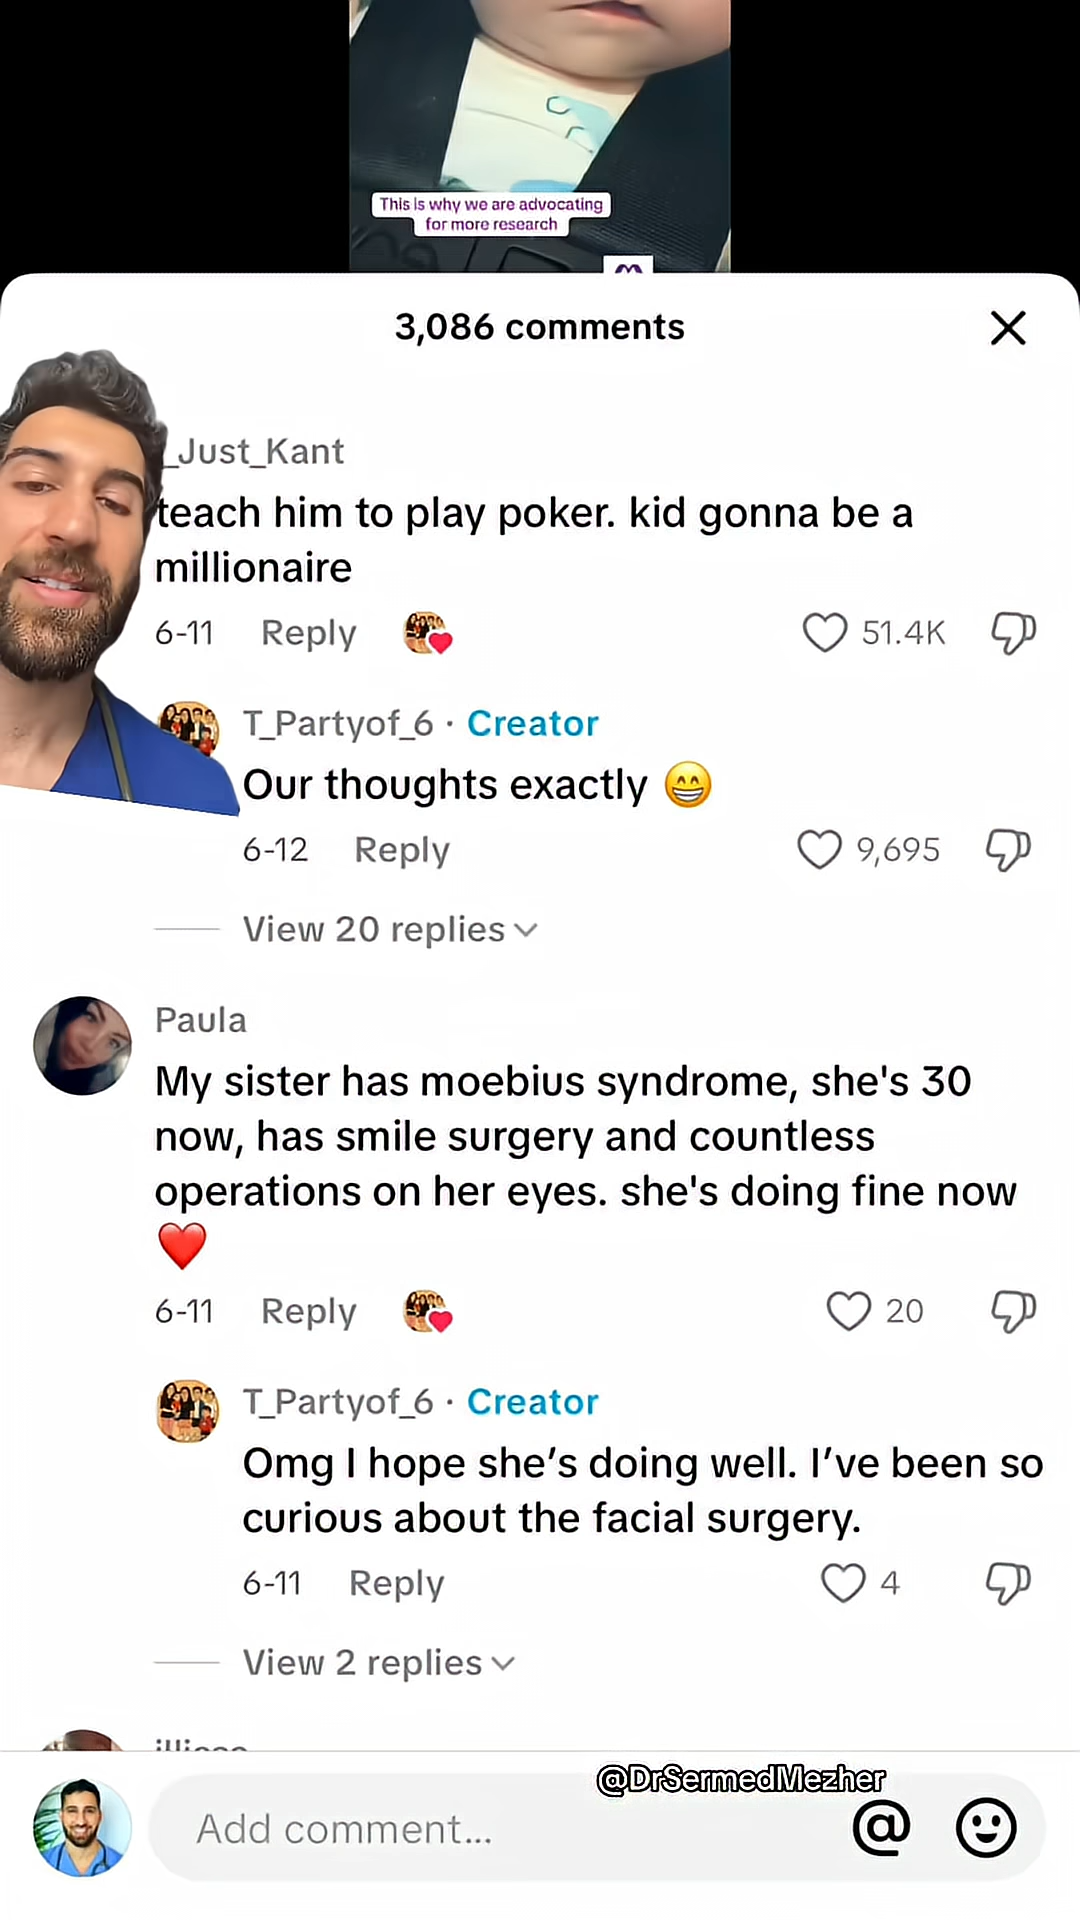 This is why we are advocating
for more research
3,086 comments
_Just_Kant
teach him to play poker. kid gonna be a
millionaire
6-11 Reply 51.4K
T_Partyof_6 · Creator
Our thoughts exactly 😁
6-12 Reply 9,695
View 20 replies
Paula
My sister has moebius syndrome, she's 30
now, has smile surgery and countless
operations on her eyes. she's doing fine now
❤️
6-11 Reply 20
T_Partyof_6 · Creator
Omg I hope she’s doing well. I’ve been so
curious about the facial surgery.
6-11 Reply 4
View 2 replies
@DrSermedMezher
Add comment...